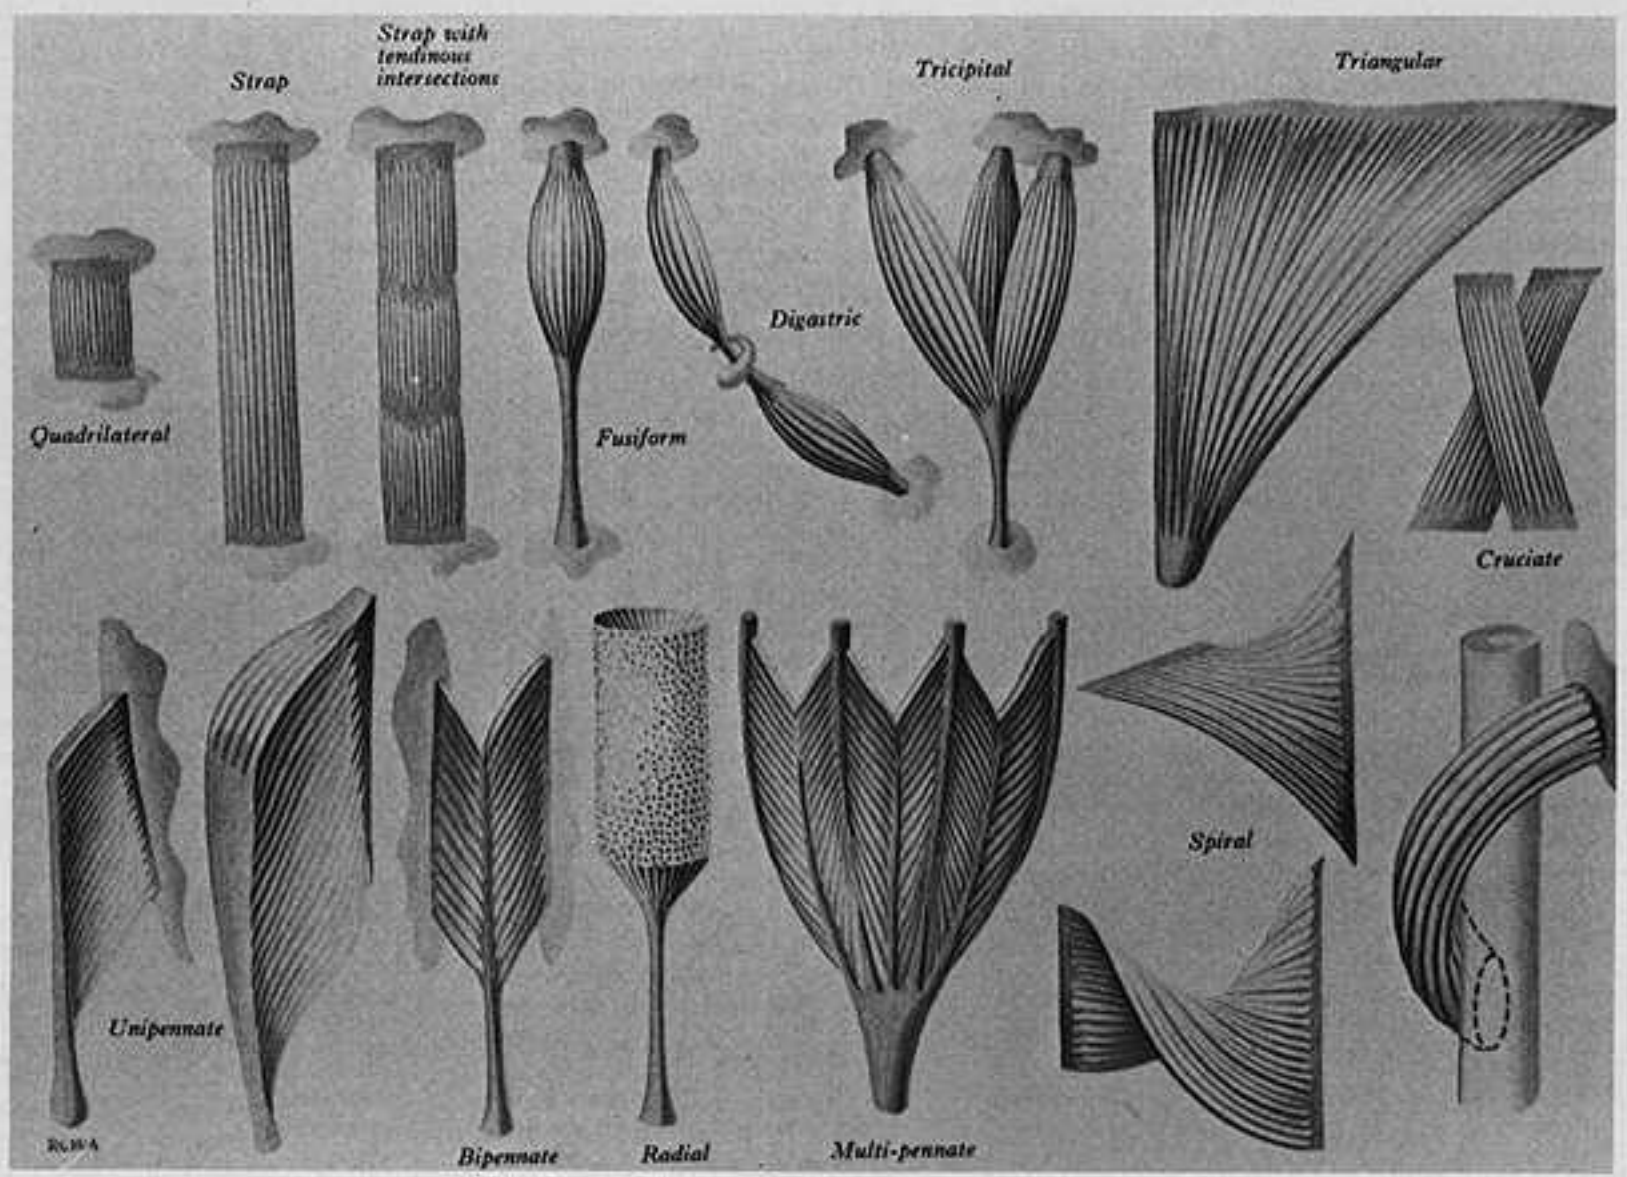 Strap
Strap with
tendinous
intersections
Tricipital
Triangular
Digastric
Quadrilateral
Fusiform
Cruciate
Spiral
Unipennate
Bipennate
Radial
Multi-pennate